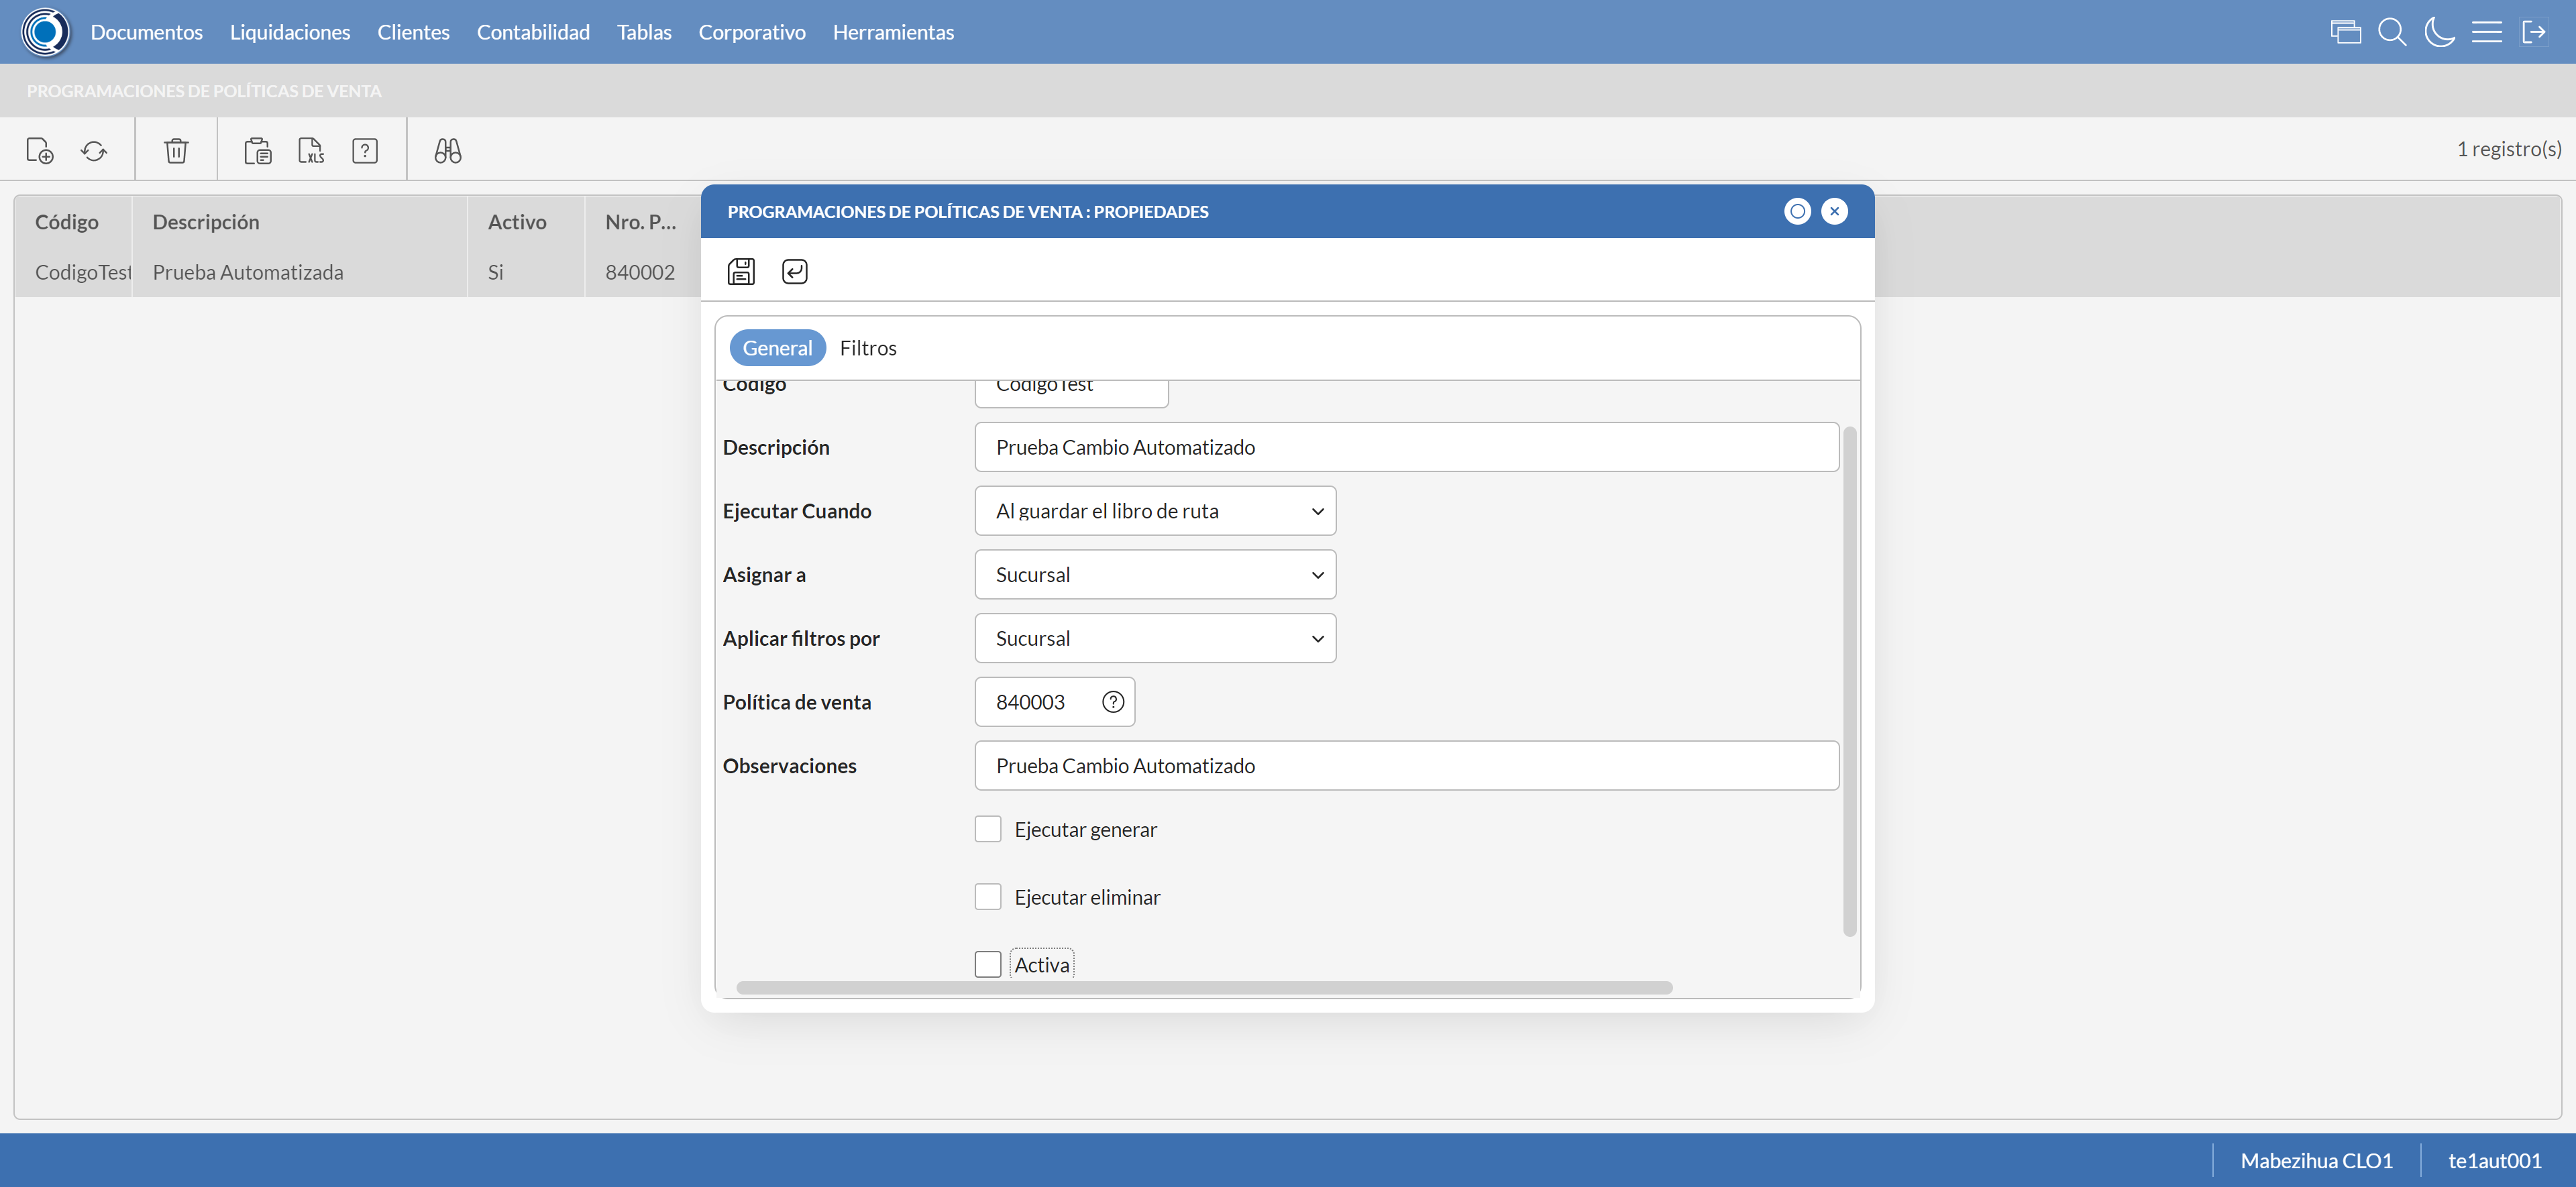 Documentos Liquidaciones Clientes Contabilidad Tablas Corporativo Herramientas
PROGRAMACIONES DE POLÍTICAS DE VENTA
XLS ?
1 registro(s)
Código Descripción Activo Nro. P...
CodigoTest Prueba Automatizada Si 840002
PROGRAMACIONES DE POLÍTICAS DE VENTA : PROPIEDADES
General Filtros
Código CodigoTest
Descripción Prueba Cambio Automatizado
Ejecutar Cuando Al guardar el libro de ruta
Asignar a Sucursal
Aplicar filtros por Sucursal
Política de venta 840003 ?
Observaciones Prueba Cambio Automatizado
Ejecutar generar
Ejecutar eliminar
Activa
Mabezihua CLO1 te1aut001